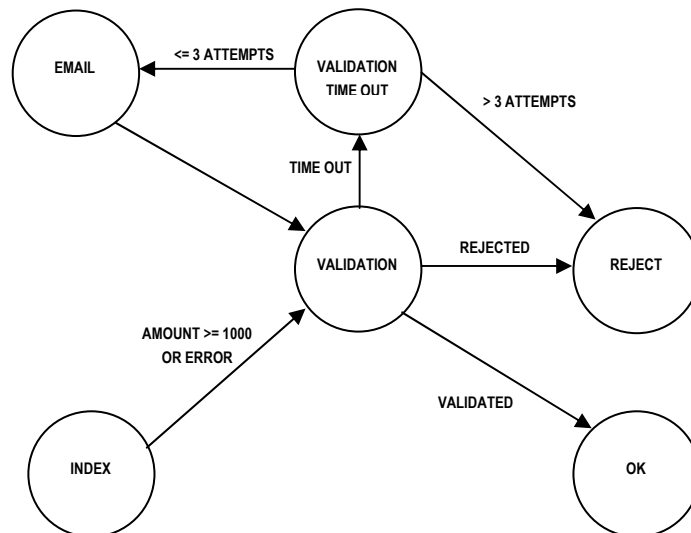 <= 3 ATTEMPTS
EMAIL
VALIDATION
TIME OUT
> 3 ATTEMPTS
TIME OUT
REJECTED
VALIDATION
REJECT
AMOUNT >= 1000
OR ERROR
VALIDATED
INDEX
OK